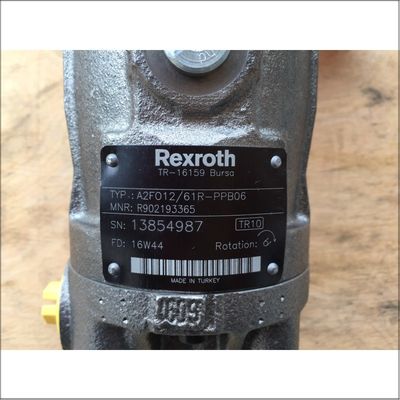 Rexroth
TR-16159 Bursa
TYP: A2FO12/61R-PPB06
MNR: R902193365
SN: 13854987 TR10
FD: 16W44 Rotation:
MADE IN TURKEY